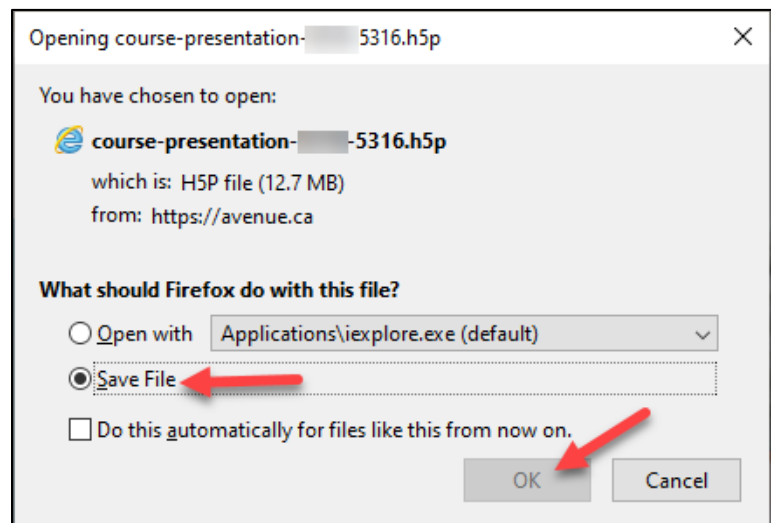 Opening course-presentation- 5316.h5p
You have chosen to open:
course-presentation- -5316.h5p
which is: H5P file (12.7 MB)
from: https://avenue.ca
What should Firefox do with this file?
Open with Applications\iexplore.exe (default)
Save File
Do this automatically for files like this from now on.
OK Cancel